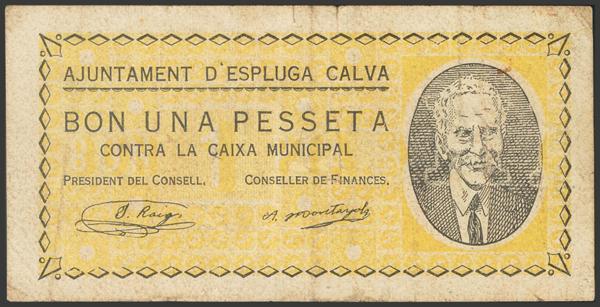 AJUNTAMENT D'ESPLUGA CALVA
BON UNA PESSETA
CONTRA LA CAIXA MUNICIPAL
PRESIDENT DEL CONSELL. CONSELLER DE FINANCES.